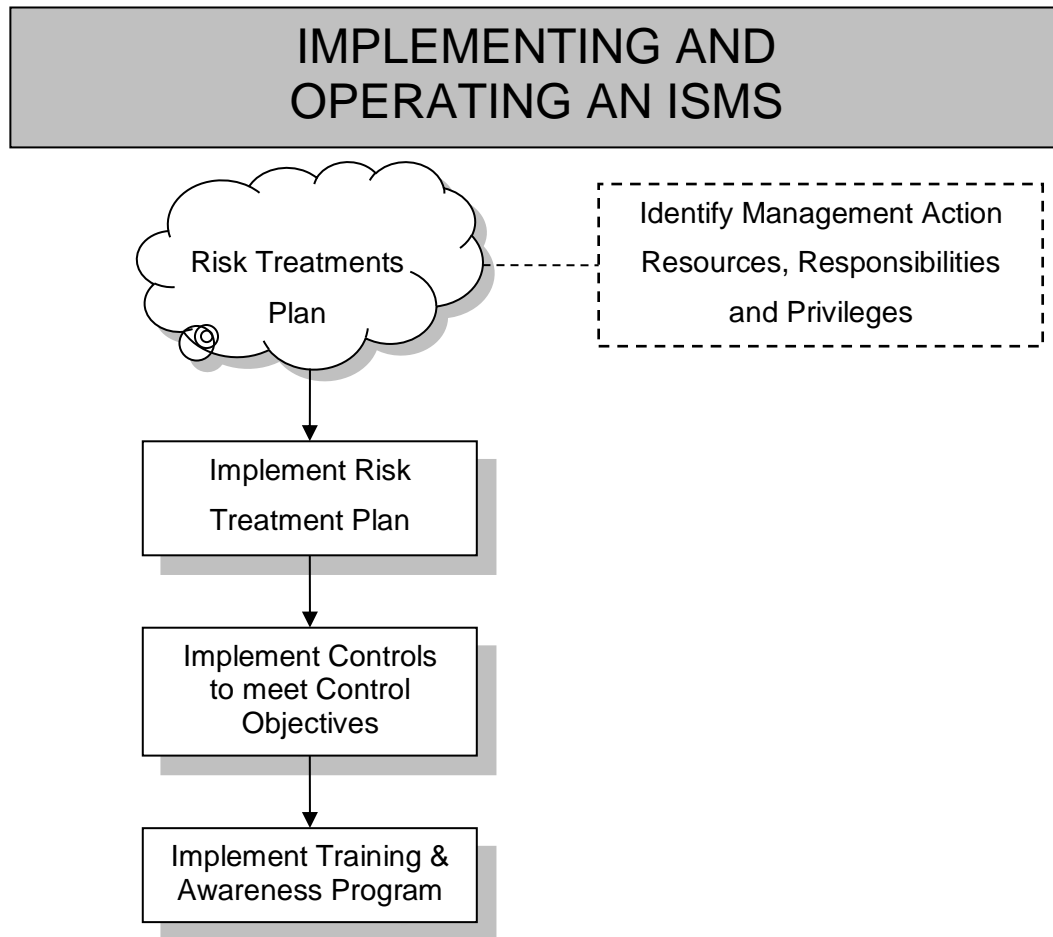 IMPLEMENTING AND
OPERATING AN ISMS
Risk Treatments
Plan
Identify Management Action
Resources, Responsibilities
and Privileges
Implement Risk
Treatment Plan
Implement Controls
to meet Control
Objectives
Implement Training &
Awareness Program